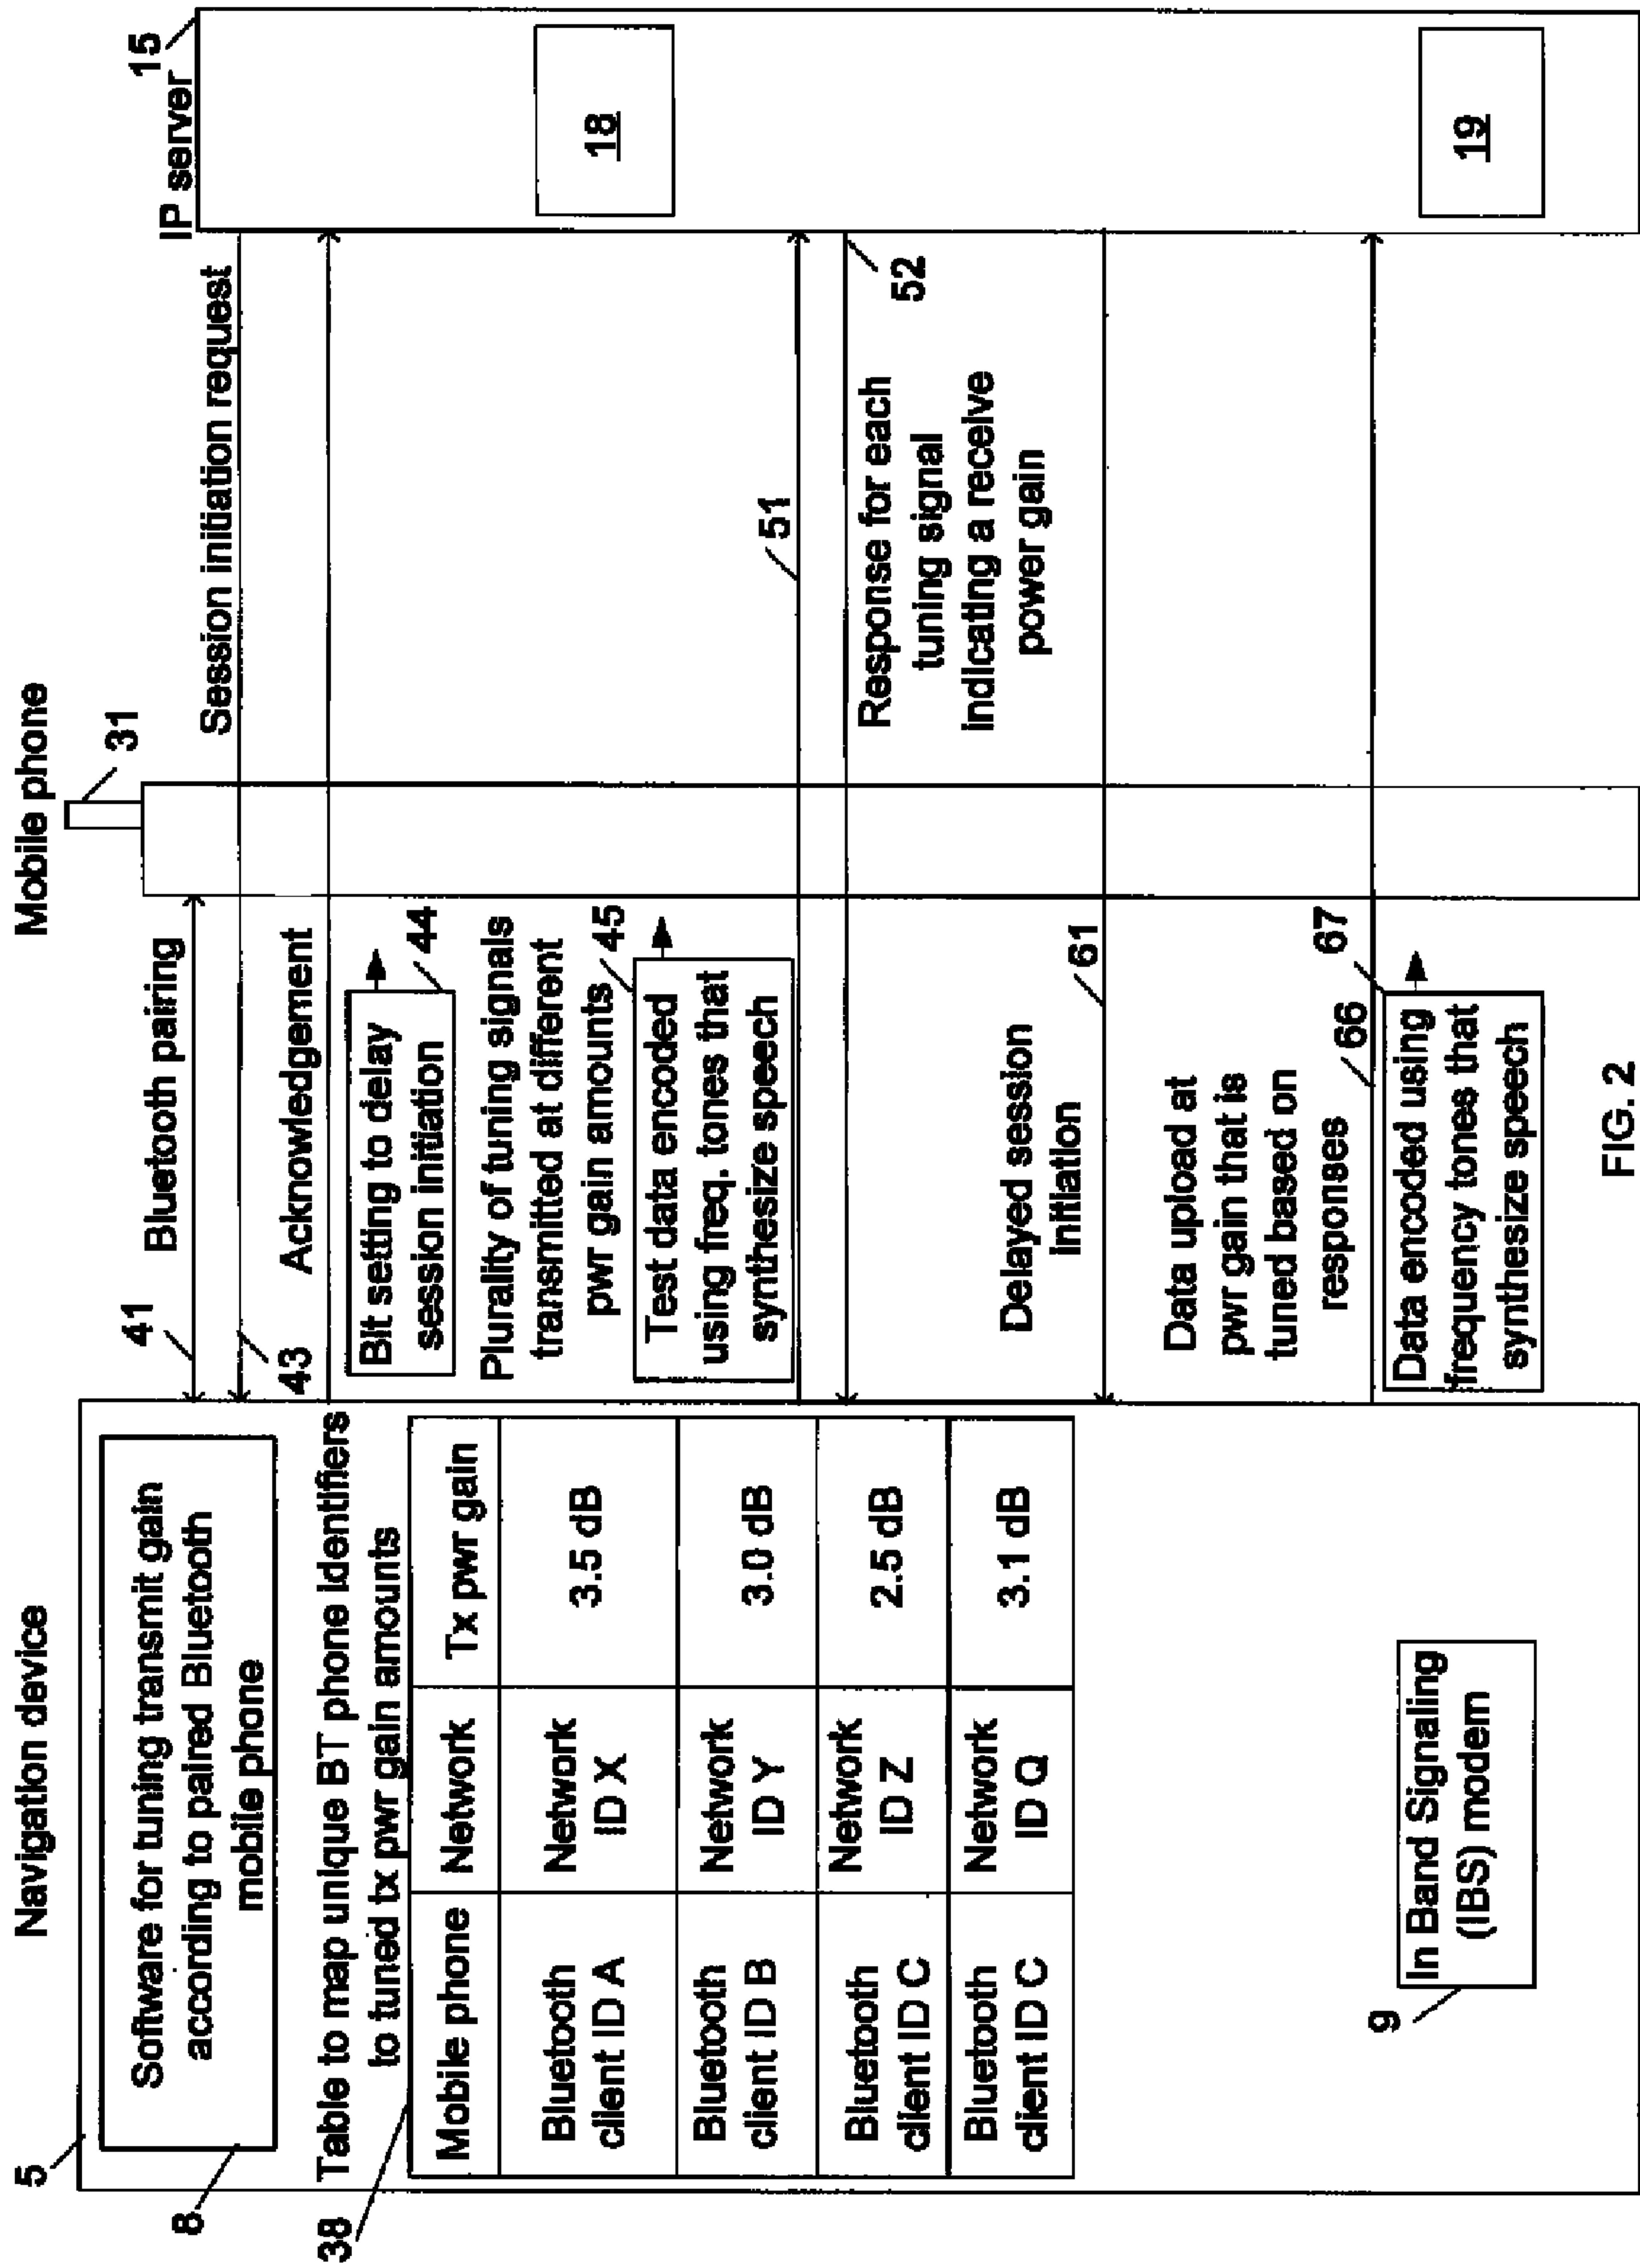 Navigation device
Mobile phone
IP server
5
8
Software for tuning transmit gain
according to paired Bluetooth
mobile phone
Table to map unique BT phone identifiers
to tuned tx pwr gain amounts
38
Mobile phone Network Tx pwr gain
Bluetooth
client ID A
Network
ID X
3.5 dB
Bluetooth
client ID B
Network
ID Y
3.0 dB
Bluetooth
client ID C
Network
ID Z
2.5 dB
Bluetooth
client ID C
Network
ID Q
3.1 dB
9
In Band Signaling
(IBS) modem
41
Bluetooth pairing
31
15
Session initiation request
43
Acknowledgement
Bit setting to delay
session initiation
44
Plurality of tuning signals
transmitted at different
pwr gain amounts
45
Test data encoded
using freq. tones that
synthesize spech
51
52
Response for each
tuning signal
indicating a receive
power gain
18
Delayed session
initiation
61
Data upload at
pwr gain that is
tuned based on
responses
66
67
Data encoded using
frequency tones that
synthesize speech
19
FIG. 2